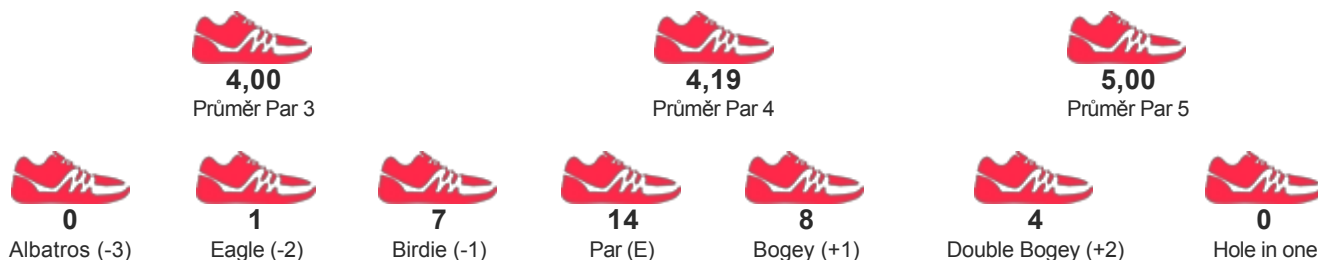 4,00 4,19 5,00
Průměr Par 3 Průměr Par 4 Průměr Par 5
0 1 7 14 8 4 0
Albatros (-3) Eagle (-2) Birdie (-1) Par (E) Bogey (+1) Double Bogey (+2) Hole in one